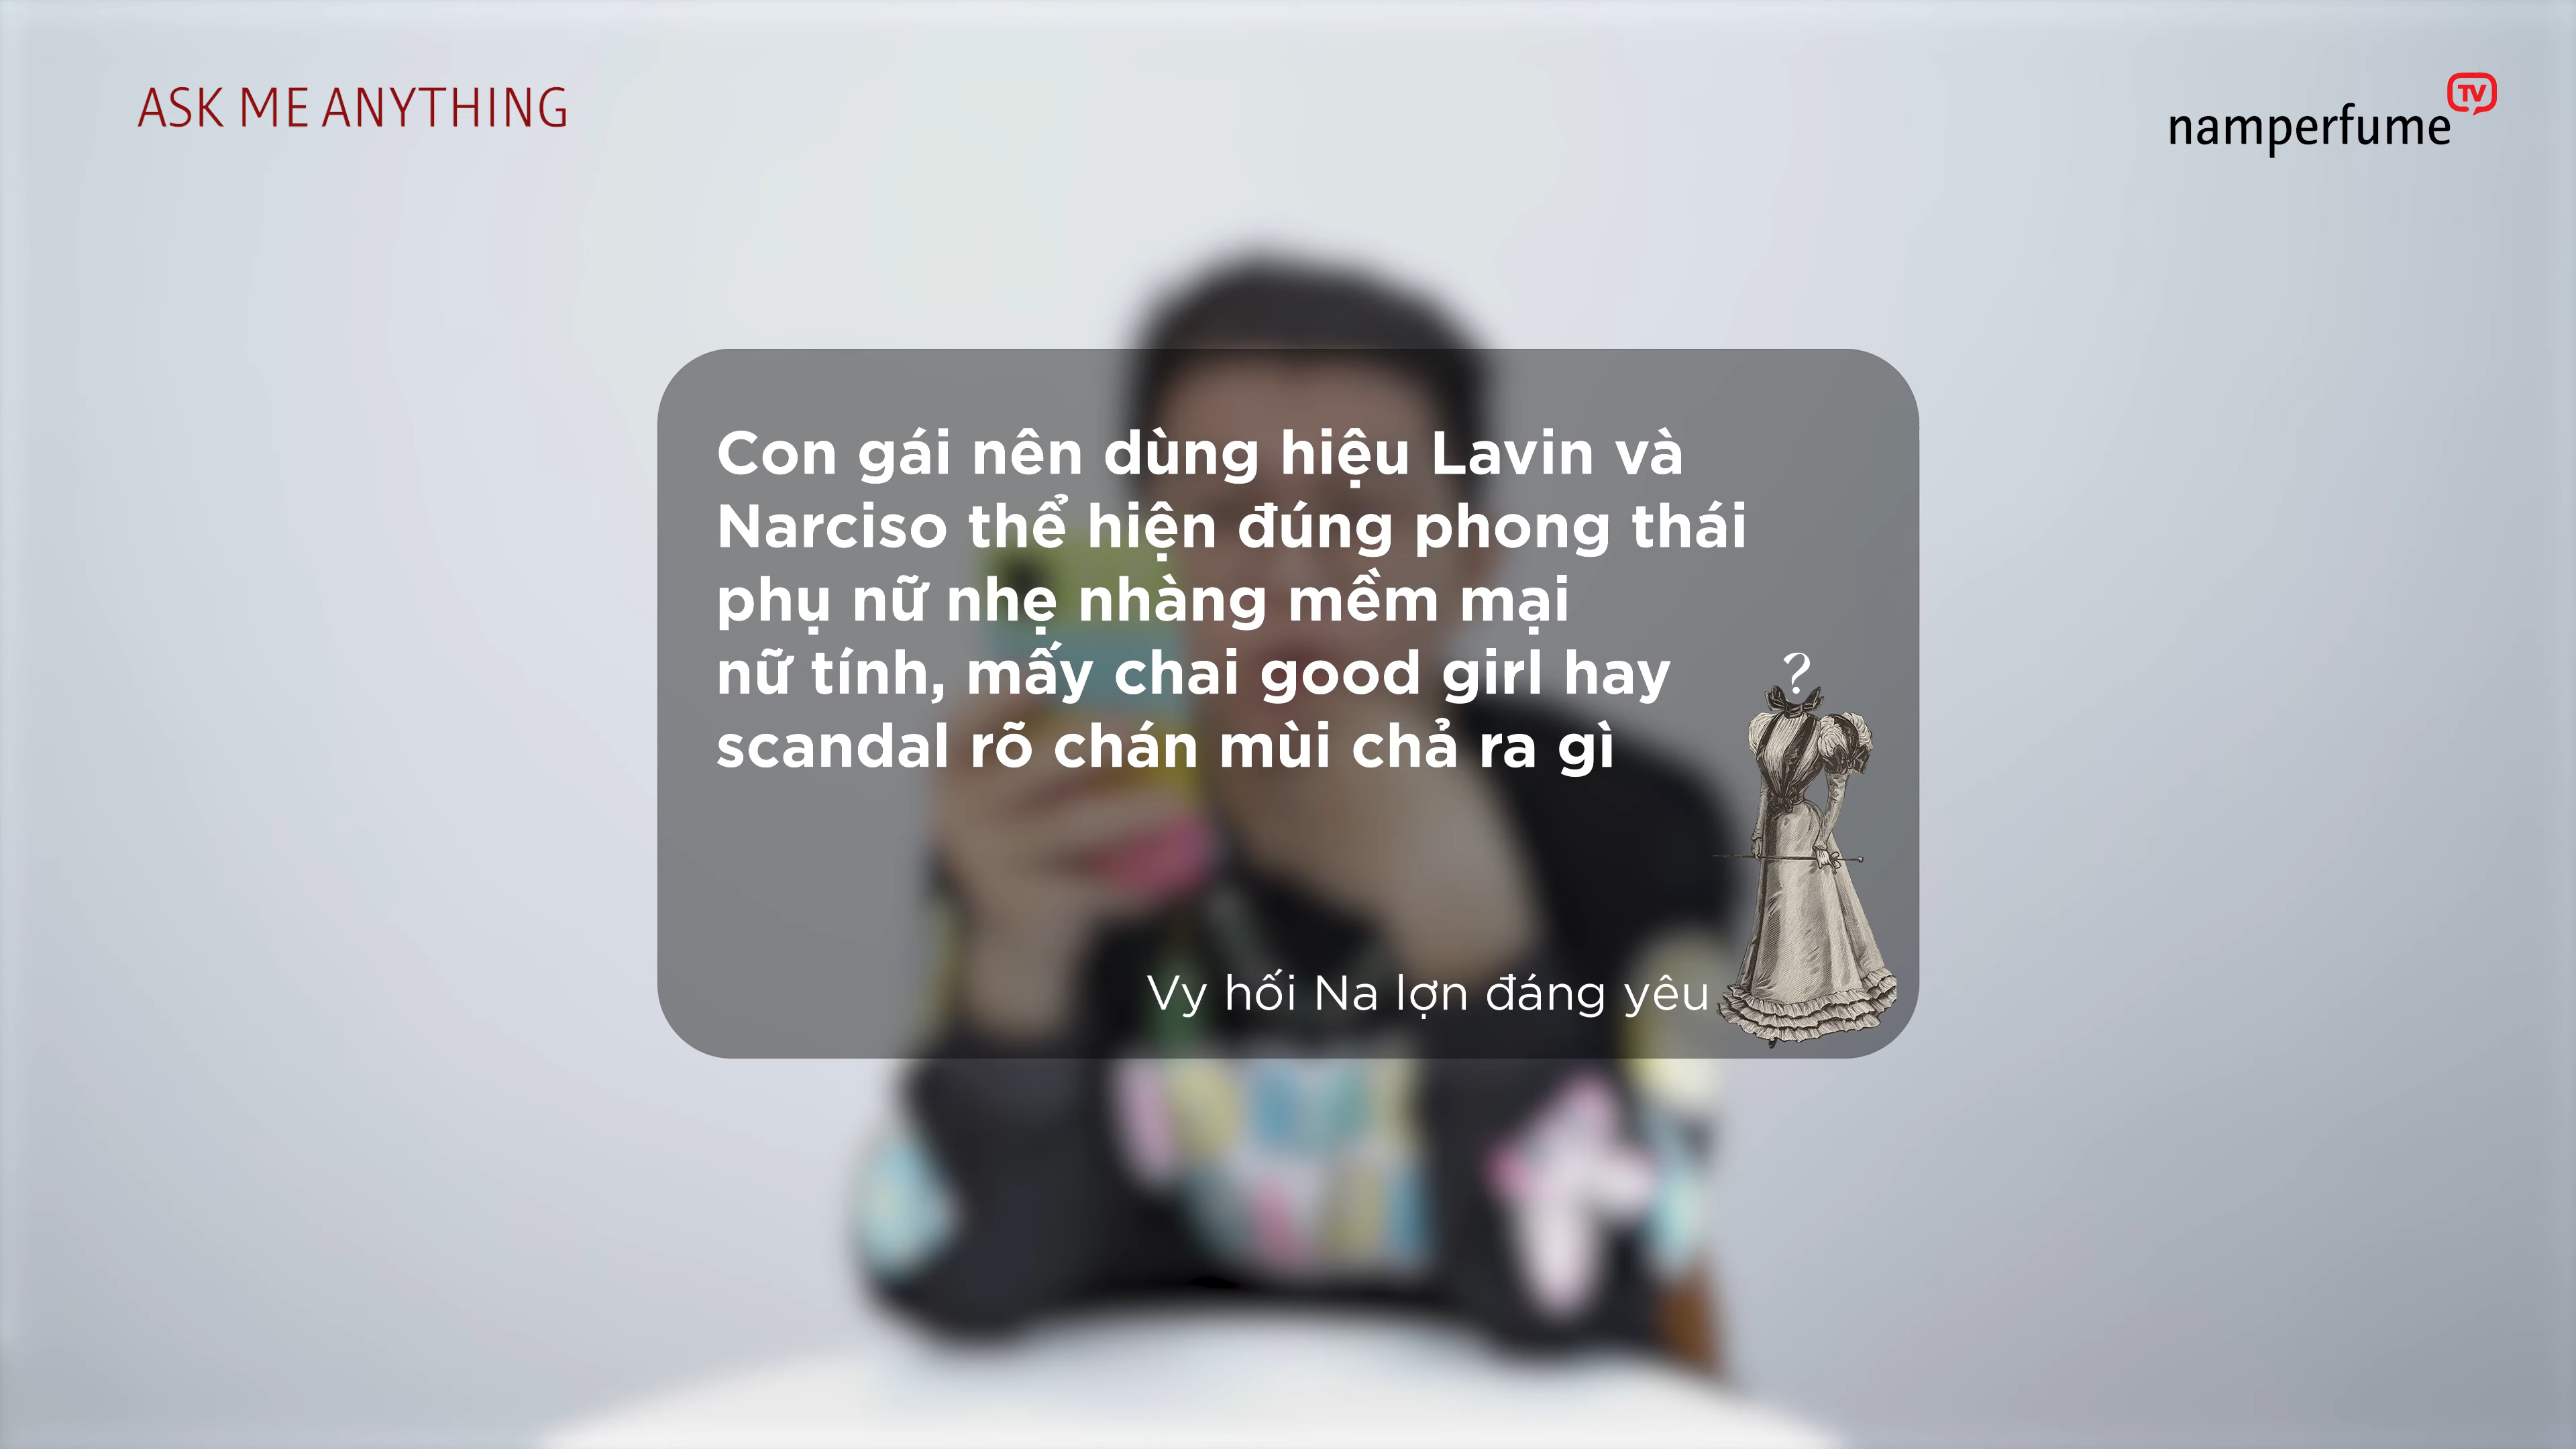 ASK ME ANYTHING
namperfume TV
Con gái nên dùng hiệu Lavin và
Narciso thể hiện đúng phong thái
phụ nữ nhẹ nhàng mềm mại
nữ tính, mấy chai good girl hay
scandal rõ chán mùi chả ra gì
?
Vy hối Na lợn đáng yêu